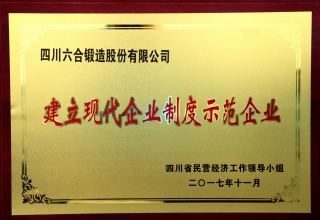 四川六合锻造股份有限公司
建立现代企业制度示范企业
四川省民营经济工作领导小组
二〇一七年十一月